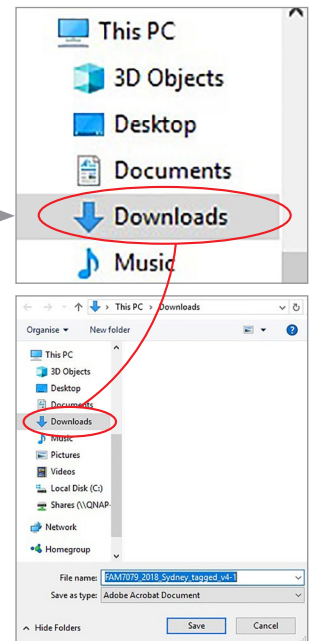 This PC
3D Objects
Desktop
Documents
Downloads
Music
This PC › Downloads
Organise New folder
This PC
3D Objects
Desktop
Documents
Downloads
Music
Pictures
Videos
Local Disk (C:)
Shares (\\QNAP-
Network
Homegroup
File name: FAM7079_2018_Sydney_tagged_v4-1
Save as type: Adobe Acrobat Document
Hide Folders Save Cancel